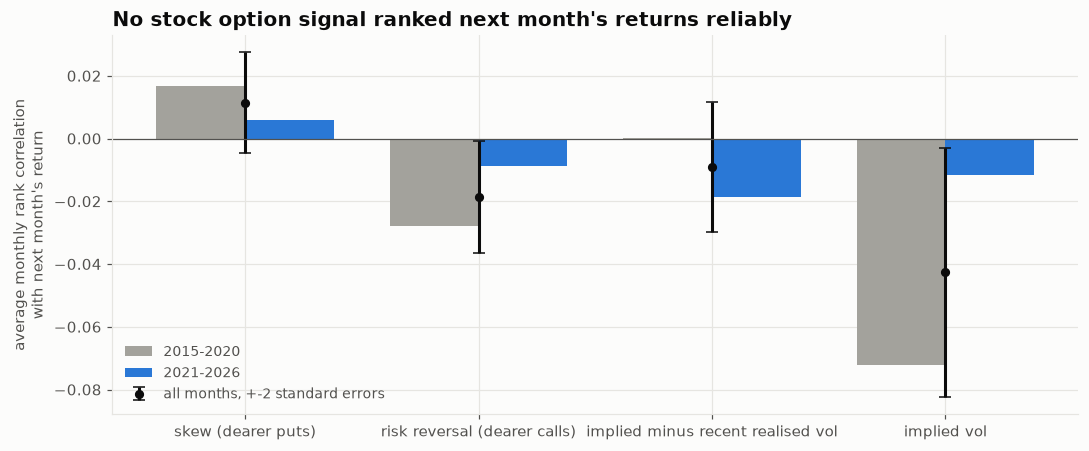 No stock option signal ranked next month's returns reliably
average monthly rank correlation
with next month's return
0.02
0.00
−0.02
−0.04
−0.06
−0.08
2015-2020
2021-2026
all months, +-2 standard errors
skew (dearer puts)
risk reversal (dearer calls)
implied minus recent realised vol
implied vol